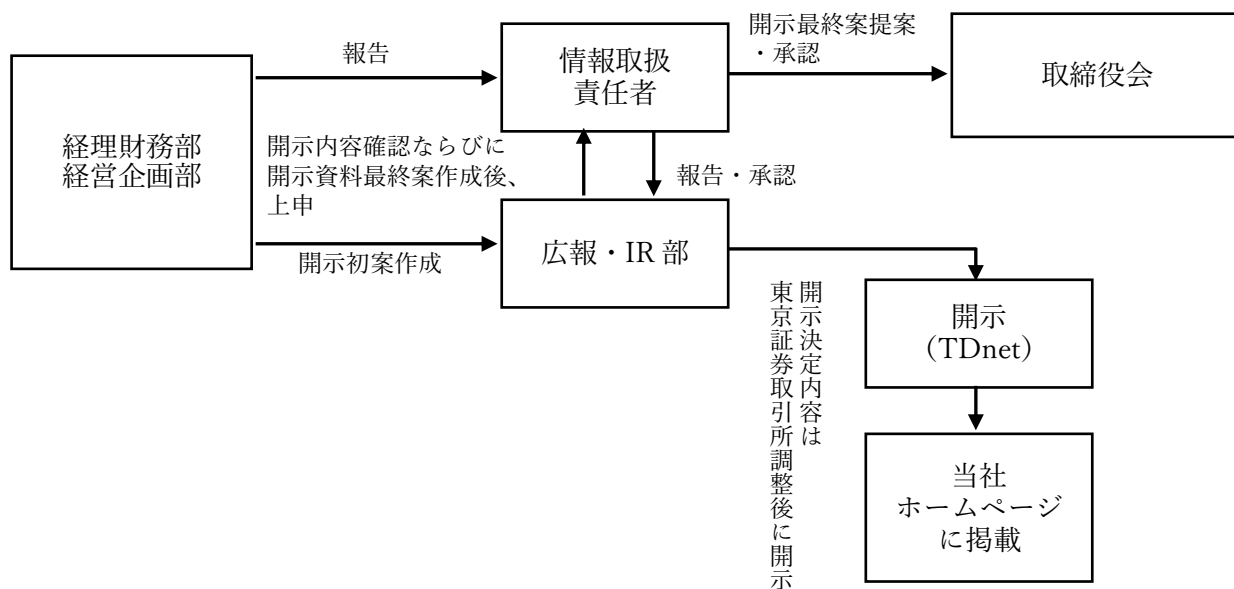 報告
情報取扱
責任者
開示最終案提案
・承認
取締役会
経理財務部
経営企画部
開示内容確認ならびに
開示資料最終案作成後、
上申
報告・承認
開示初案作成
広報・IR 部
開示決定内容は
東京証券取引所調整後に開示
開示
（TDnet）
当社
ホームページ
に掲載